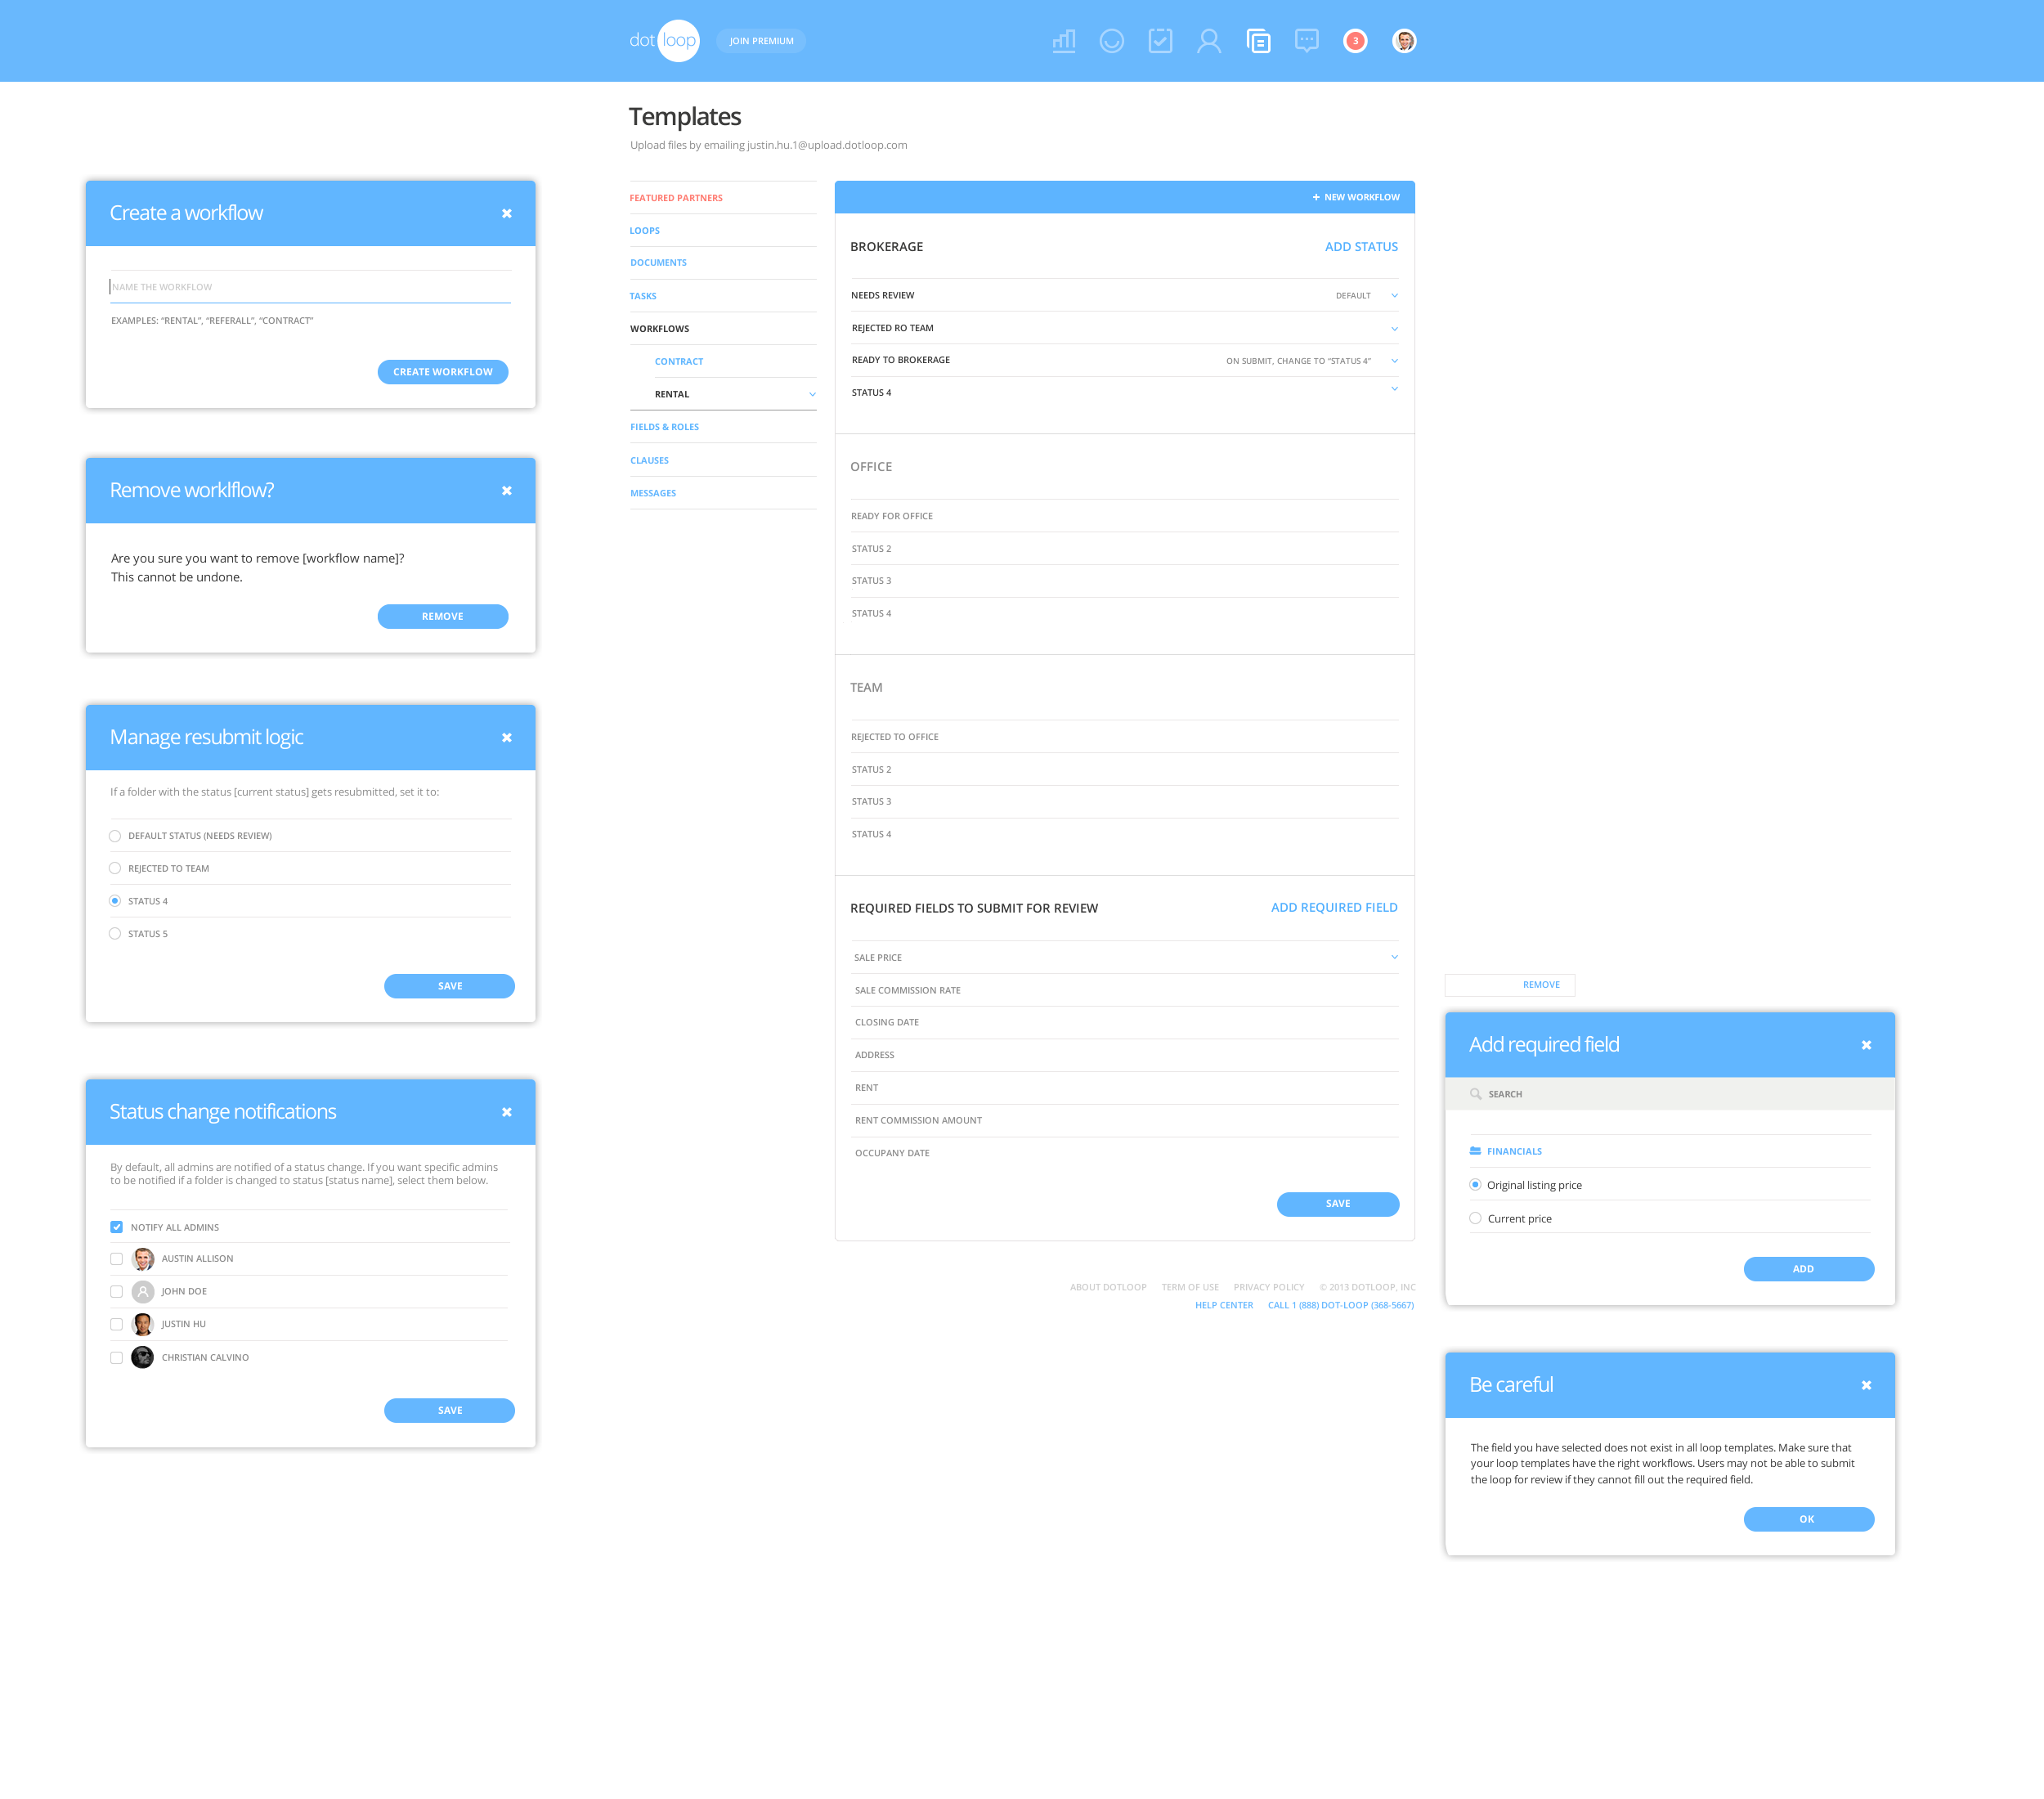 dot loop
JOIN PREMIUM
3
Templates
Upload files by emailing justin.hu.1@upload.dotloop.com
Create a workflow
NAME THE WORKFLOW
EXAMPLES: “RENTAL”, “REFERALL”, “CONTRACT”
CREATE WORKFLOW
Remove worklflow?
Are you sure you want to remove [workflow name]?
This cannot be undone.
REMOVE
Manage resubmit logic
If a folder with the status [current status] gets resubmitted, set it to:
DEFAULT STATUS (NEEDS REVIEW)
REJECTED TO TEAM
STATUS 4
STATUS 5
SAVE
Status change notifications
By default, all admins are notified of a status change. If you want specific admins
to be notified if a folder is changed to status [status name], select them below.
NOTIFY ALL ADMINS
AUSTIN ALLISON
JOHN DOE
JUSTIN HU
CHRISTIAN CALVINO
SAVE
FEATURED PARTNERS
LOOPS
DOCUMENTS
TASKS
WORKFLOWS
CONTRACT
RENTAL
FIELDS & ROLES
CLAUSES
MESSAGES
+ NEW WORKFLOW
BROKERAGE ADD STATUS
NEEDS REVIEW DEFAULT
REJECTED RO TEAM
READY TO BROKERAGE ON SUBMIT, CHANGE TO “STATUS 4”
STATUS 4
OFFICE
READY FOR OFFICE
STATUS 2
STATUS 3
STATUS 4
TEAM
REJECTED TO OFFICE
STATUS 2
STATUS 3
STATUS 4
REQUIRED FIELDS TO SUBMIT FOR REVIEW ADD REQUIRED FIELD
SALE PRICE
SALE COMMISSION RATE
CLOSING DATE
ADDRESS
RENT
RENT COMMISSION AMOUNT
OCCUPANY DATE
SAVE
ABOUT DOTLOOP TERM OF USE PRIVACY POLICY © 2013 DOTLOOP, INC
HELP CENTER CALL 1 (888) DOT-LOOP (368-5667)
REMOVE
Add required field
SEARCH
FINANCIALS
Original listing price
Current price
ADD
Be careful
The field you have selected does not exist in all loop templates. Make sure that
your loop templates have the right workflows. Users may not be able to submit
the loop for review if they cannot fill out the required field.
OK